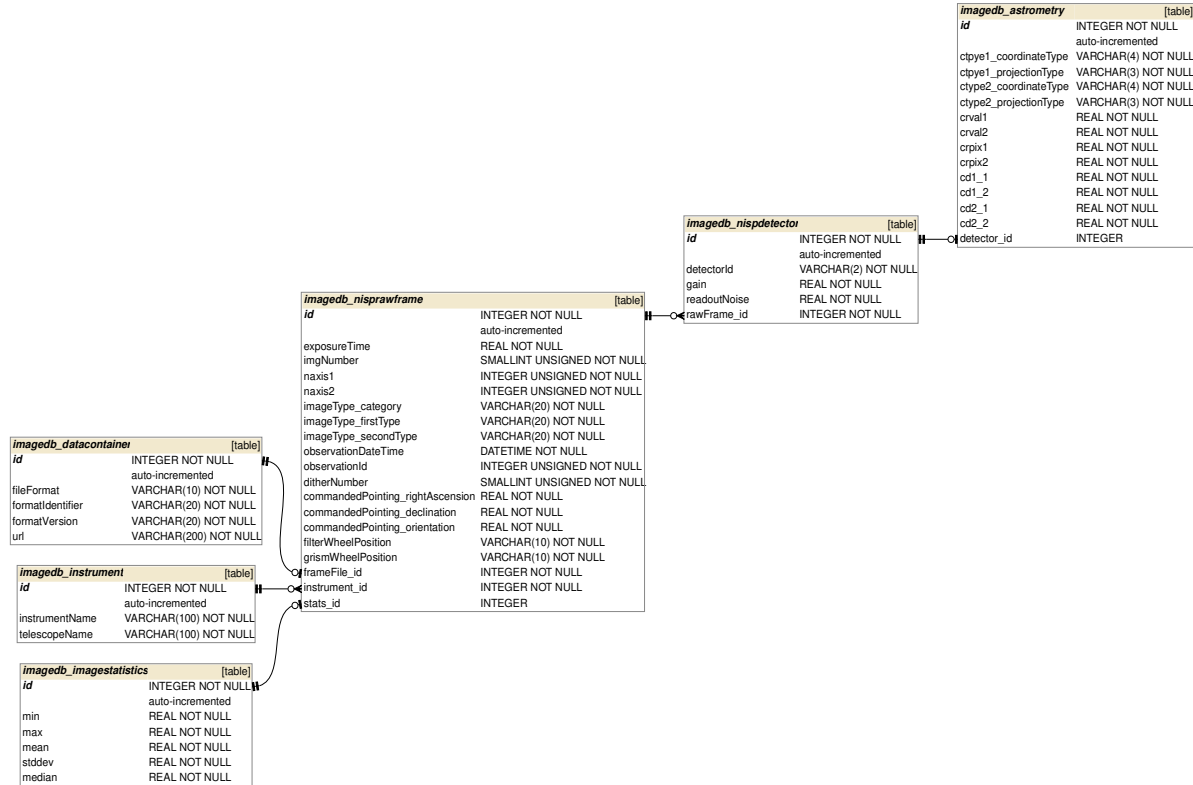 imagedb_astrometry [table]
id INTEGER NOT NULL
auto-incremented
ctpye1_coordinateType VARCHAR(4) NOT NULL
ctpye1_projectionType VARCHAR(3) NOT NULL
ctype2_coordinateType VARCHAR(4) NOT NULL
ctype2_projectionType VARCHAR(3) NOT NULL
crval1 REAL NOT NULL
crval2 REAL NOT NULL
crpix1 REAL NOT NULL
crpix2 REAL NOT NULL
cd1_1 REAL NOT NULL
cd1_2 REAL NOT NULL
cd2_1 REAL NOT NULL
cd2_2 REAL NOT NULL
detector_id INTEGER
imagedb_nispdetector [table]
id INTEGER NOT NULL
auto-incremented
detectorId VARCHAR(2) NOT NULL
gain REAL NOT NULL
readoutNoise REAL NOT NULL
rawFrame_id INTEGER NOT NULL
imagedb_nisprawframe [table]
id INTEGER NOT NULL
auto-incremented
exposureTime REAL NOT NULL
imgNumber SMALLINT UNSIGNED NOT NULL
naxis1 INTEGER UNSIGNED NOT NULL
naxis2 INTEGER UNSIGNED NOT NULL
imageType_category VARCHAR(20) NOT NULL
imageType_firstType VARCHAR(20) NOT NULL
imageType_secondType VARCHAR(20) NOT NULL
observationDateTime DATETIME NOT NULL
observationId INTEGER UNSIGNED NOT NULL
ditherNumber SMALLINT UNSIGNED NOT NULL
commandedPointing_rightAscension REAL NOT NULL
commandedPointing_declination REAL NOT NULL
commandedPointing_orientation REAL NOT NULL
filterWheelPosition VARCHAR(10) NOT NULL
grismWheelPosition VARCHAR(10) NOT NULL
frameFile_id INTEGER NOT NULL
instrument_id INTEGER NOT NULL
stats_id INTEGER
imagedb_datacontainer [table]
id INTEGER NOT NULL
auto-incremented
fileFormat VARCHAR(10) NOT NULL
formatIdentifier VARCHAR(20) NOT NULL
formatVersion VARCHAR(20) NOT NULL
url VARCHAR(200) NOT NULL
imagedb_instrument [table]
id INTEGER NOT NULL
auto-incremented
instrumentName VARCHAR(100) NOT NULL
telescopeName VARCHAR(100) NOT NULL
imagedb_imagestatistics [table]
id INTEGER NOT NULL
auto-incremented
min REAL NOT NULL
max REAL NOT NULL
mean REAL NOT NULL
stddev REAL NOT NULL
median REAL NOT NULL